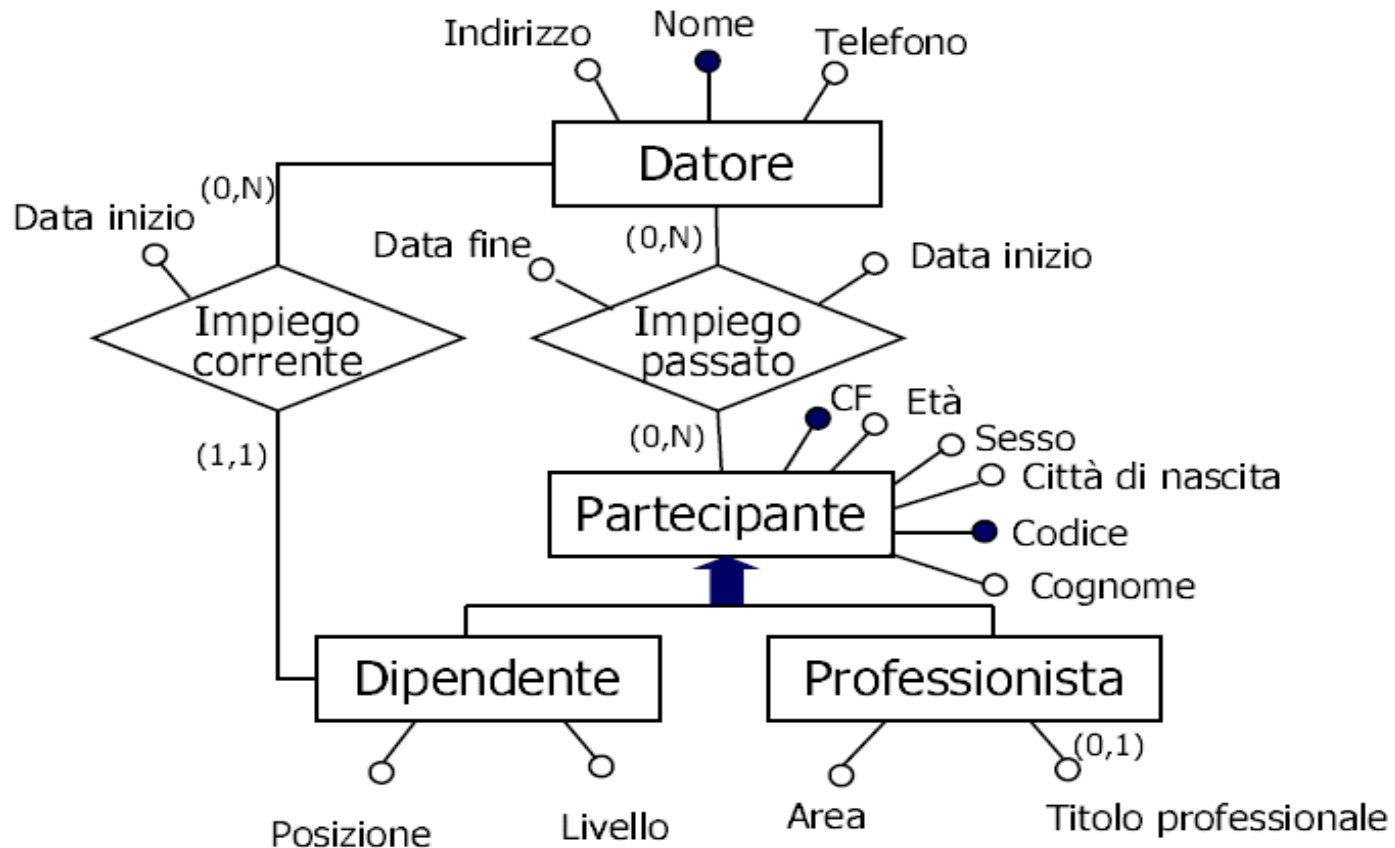 Nome
Indirizzo
Telefono
Datore
(0,N)
Data inizio
(0,N)
Data fine
Data inizio
Impiego
corrente
Impiego
passato
CF
Età
(0,N)
Sesso
(1,1)
Città di nascita
Partecipante
Codice
Cognome
Dipendente
Professionista
(0,1)
Posizione
Livello
Area
Titolo professionale